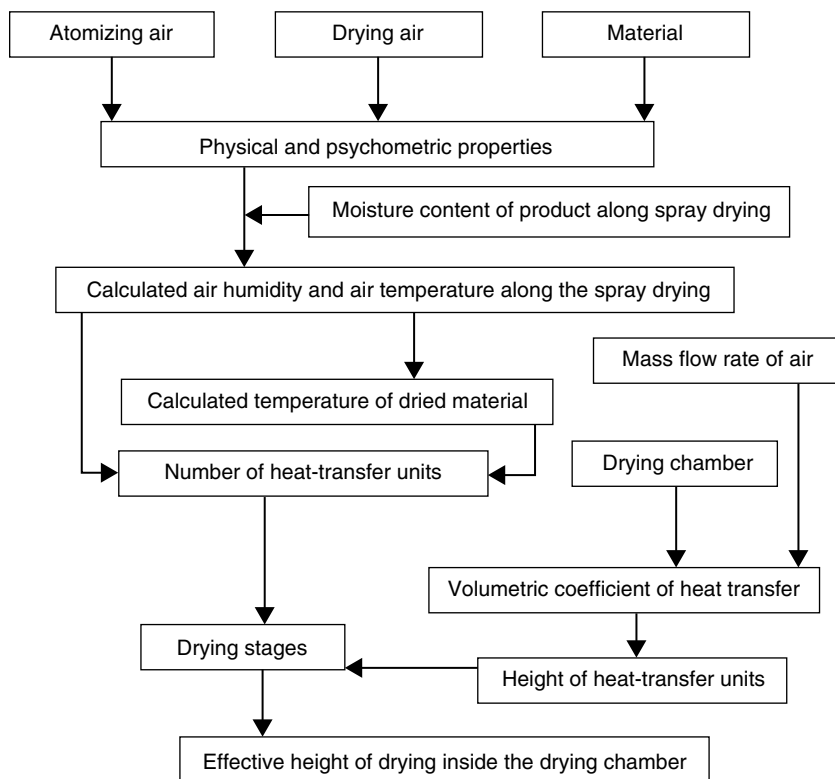 Atomizing air
Drying air
Material
Physical and psychometric properties
Moisture content of product along spray drying
Calculated air humidity and air temperature along the spray drying
Mass flow rate of air
Calculated temperature of dried material
Number of heat-transfer units
Drying chamber
Volumetric coefficient of heat transfer
Drying stages
Height of heat-transfer units
Effective height of drying inside the drying chamber